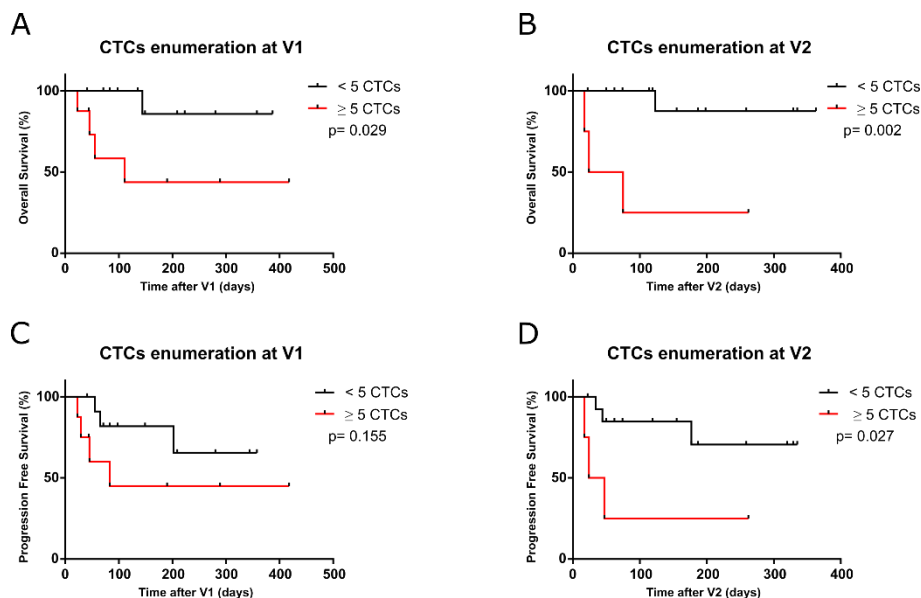 A
CTCs enumeration at V1
Overall Survival (%)
100
50
0
0 100 200 300 400 500
Time after V1 (days)
< 5 CTCs
≥ 5 CTCs
p= 0.029
B
CTCs enumeration at V2
Overall Survival (%)
100
50
0
0 100 200 300 400
Time after V2 (days)
< 5 CTCs
≥ 5 CTCs
p= 0.002
C
CTCs enumeration at V1
Progression Free Survival (%)
100
50
0
0 100 200 300 400 500
Time after V1 (days)
< 5 CTCs
≥ 5 CTCs
p= 0.155
D
CTCs enumeration at V2
Progression Free Survival (%)
100
50
0
0 100 200 300 400
Time after V2 (days)
< 5 CTCs
≥ 5 CTCs
p= 0.027